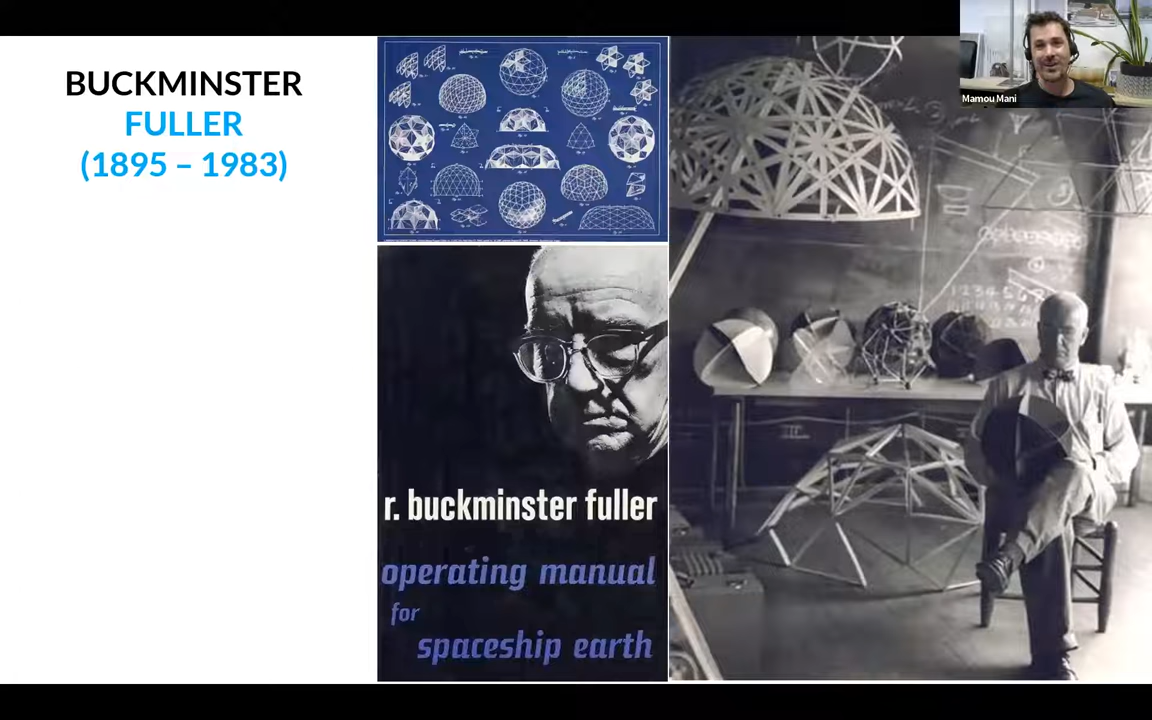 BUCKMINSTER
FULLER
(1895 – 1983)
r. buckminster fuller
operating manual
for
spaceship earth
Mamou Mani